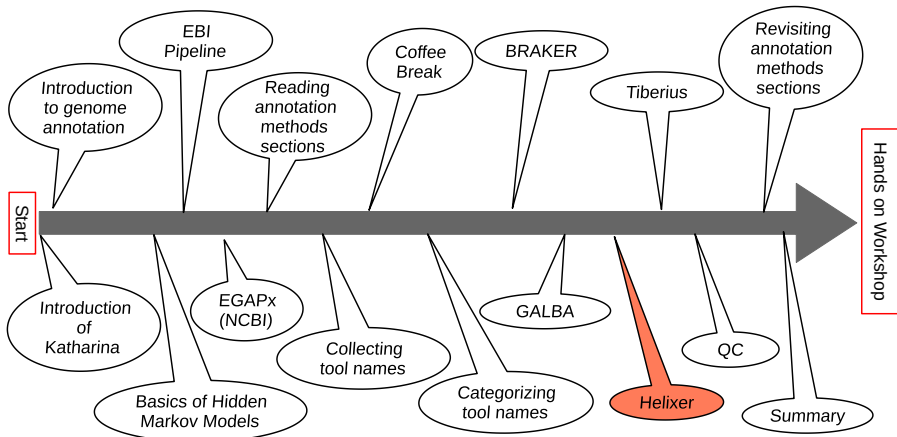 Start
Introduction
of
Katharina
Introduction
to genome
annotation
Basics of Hidden
Markov Models
EBI
Pipeline
EGAPx
(NCBI)
Reading
annotation
methods
sections
Collecting
tool names
Coffee
Break
Categorizing
tool names
BRAKER
GALBA
Helixer
Tiberius
QC
Revisiting
annotation
methods
sections
Summary
Hands on Workshop